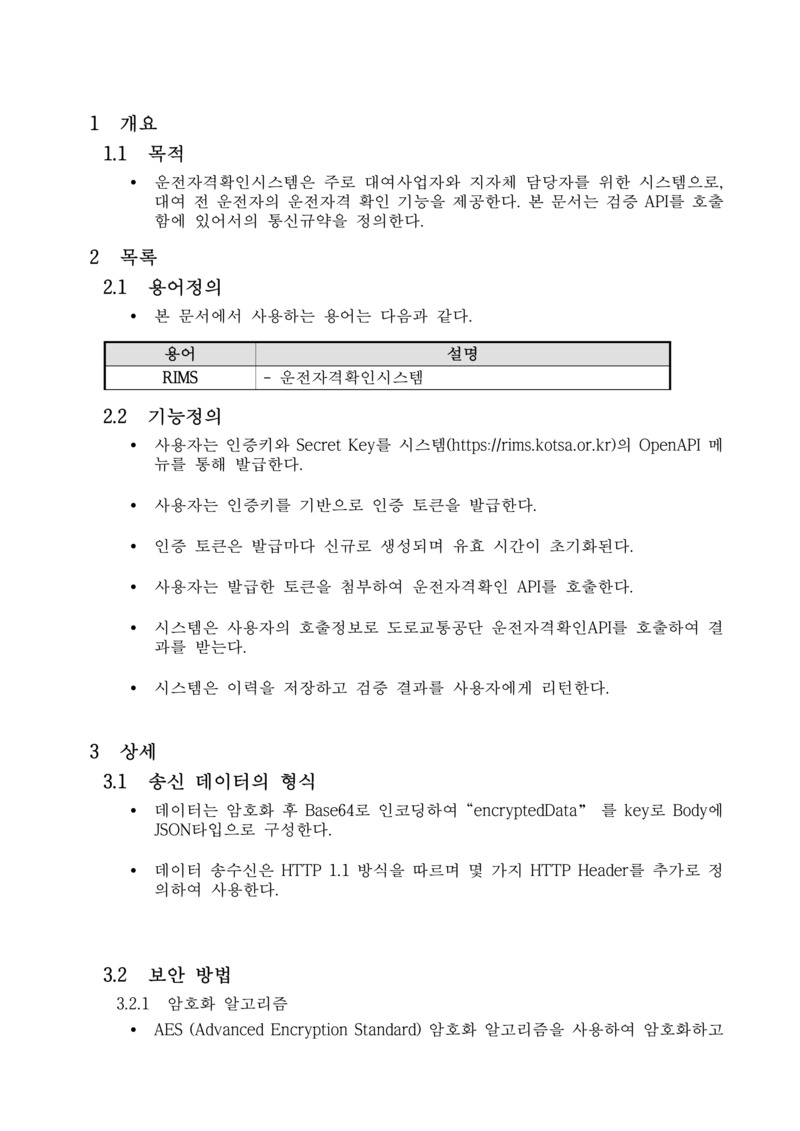 1 개요
1.1 목적
• 운전자격확인시스템은 주로 대여사업자와 지자체 담당자를 위한 시스템으로,
대여 전 운전자의 운전자격 확인 기능을 제공한다. 본 문서는 검증 API를 호출
함에 있어서의 통신규약을 정의한다.
2 목록
2.1 용어정의
• 본 문서에서 사용하는 용어는 다음과 같다.
용어 설명
RIMS - 운전자격확인시스템
2.2 기능정의
• 사용자는 인증키와 Secret Key를 시스템(https://rims.kotsa.or.kr)의 OpenAPI 메
뉴를 통해 발급한다.
• 사용자는 인증키를 기반으로 인증 토큰을 발급한다.
• 인증 토큰은 발급마다 신규로 생성되며 유효 시간이 초기화된다.
• 사용자는 발급한 토큰을 첨부하여 운전자격확인 API를 호출한다.
• 시스템은 사용자의 호출정보로 도로교통공단 운전자격확인API를 호출하여 결
과를 받는다.
• 시스템은 이력을 저장하고 검증 결과를 사용자에게 리턴한다.
3 상세
3.1 송신 데이터의 형식
• 데이터는 암호화 후 Base64로 인코딩하여 “encryptedData” 를 key로 Body에
JSON타입으로 구성한다.
• 데이터 송수신은 HTTP 1.1 방식을 따르며 몇 가지 HTTP Header를 추가로 정
의하여 사용한다.
3.2 보안 방법
3.2.1 암호화 알고리즘
• AES (Advanced Encryption Standard) 암호화 알고리즘을 사용하여 암호화하고